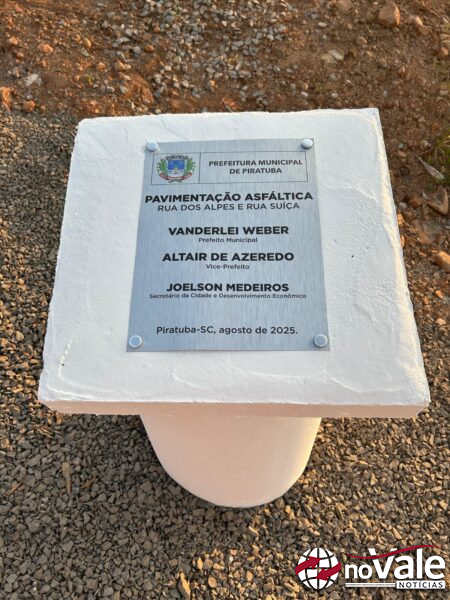 PREFEITURA MUNICIPAL
DE PIRATUBA
PAVIMENTAÇÃO ASFÁLTICA
RUA DOS ALPES E RUA SUÍÇA
VANDERLEI WEBER
Prefeito Municipal
ALTAIR DE AZEREDO
Vice-Prefeito
JOELSON MEDEIROS
Secretário da Cidade e Desenvolvimento Econômico
Piratuba-SC, agosto de 2025.
noVale
NOTÍCIAS